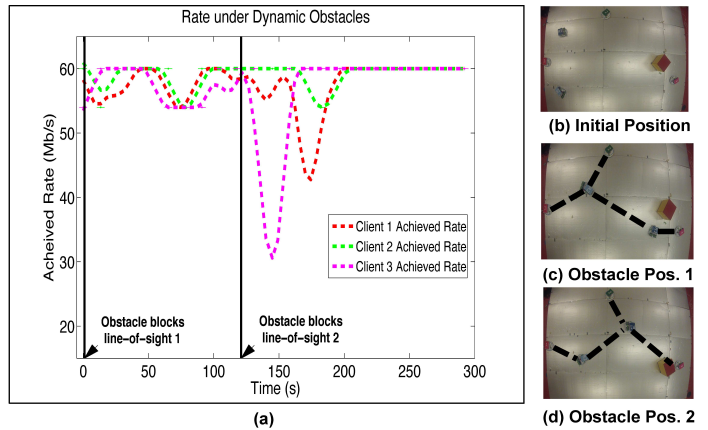 Rate under Dynamic Obstacles
Acheived Rate (Mb/s)
60
50
40
30
20
Client 1 Achieved Rate
Client 2 Achieved Rate
Client 3 Achieved Rate
Obstacle blocks
line-of-sight 1
Obstacle blocks
line-of-sight 2
0 50 100 150 200 250 300
Time (s)
(a)
(b) Initial Position
(c) Obstacle Pos. 1
(d) Obstacle Pos. 2